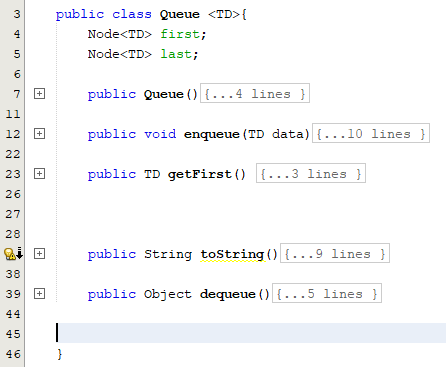 3 public class Queue <TD>{
4 Node<TD> first;
5 Node<TD> last;
6
7 public Queue() {...4 lines }
11
12 public void enqueue(TD data) {...10 lines }
22
23 public TD getFirst() {...3 lines }
26
27
28
public String toString() {...9 lines }
38
39 public Object dequeue() {...5 lines }
44
45
46 }